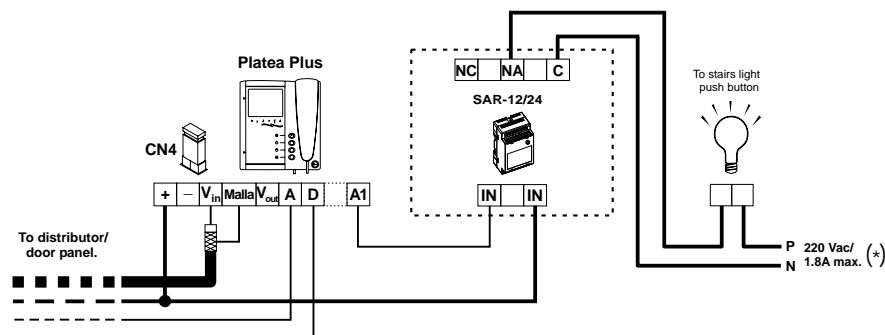 NC NA C
Platea Plus
To stairs light
push button
SAR-12/24
CN4
+ − Vin Malla Vout A D A1
IN IN
To distributor/
door panel.
P 220 Vac/
N 1.8A max. (*)